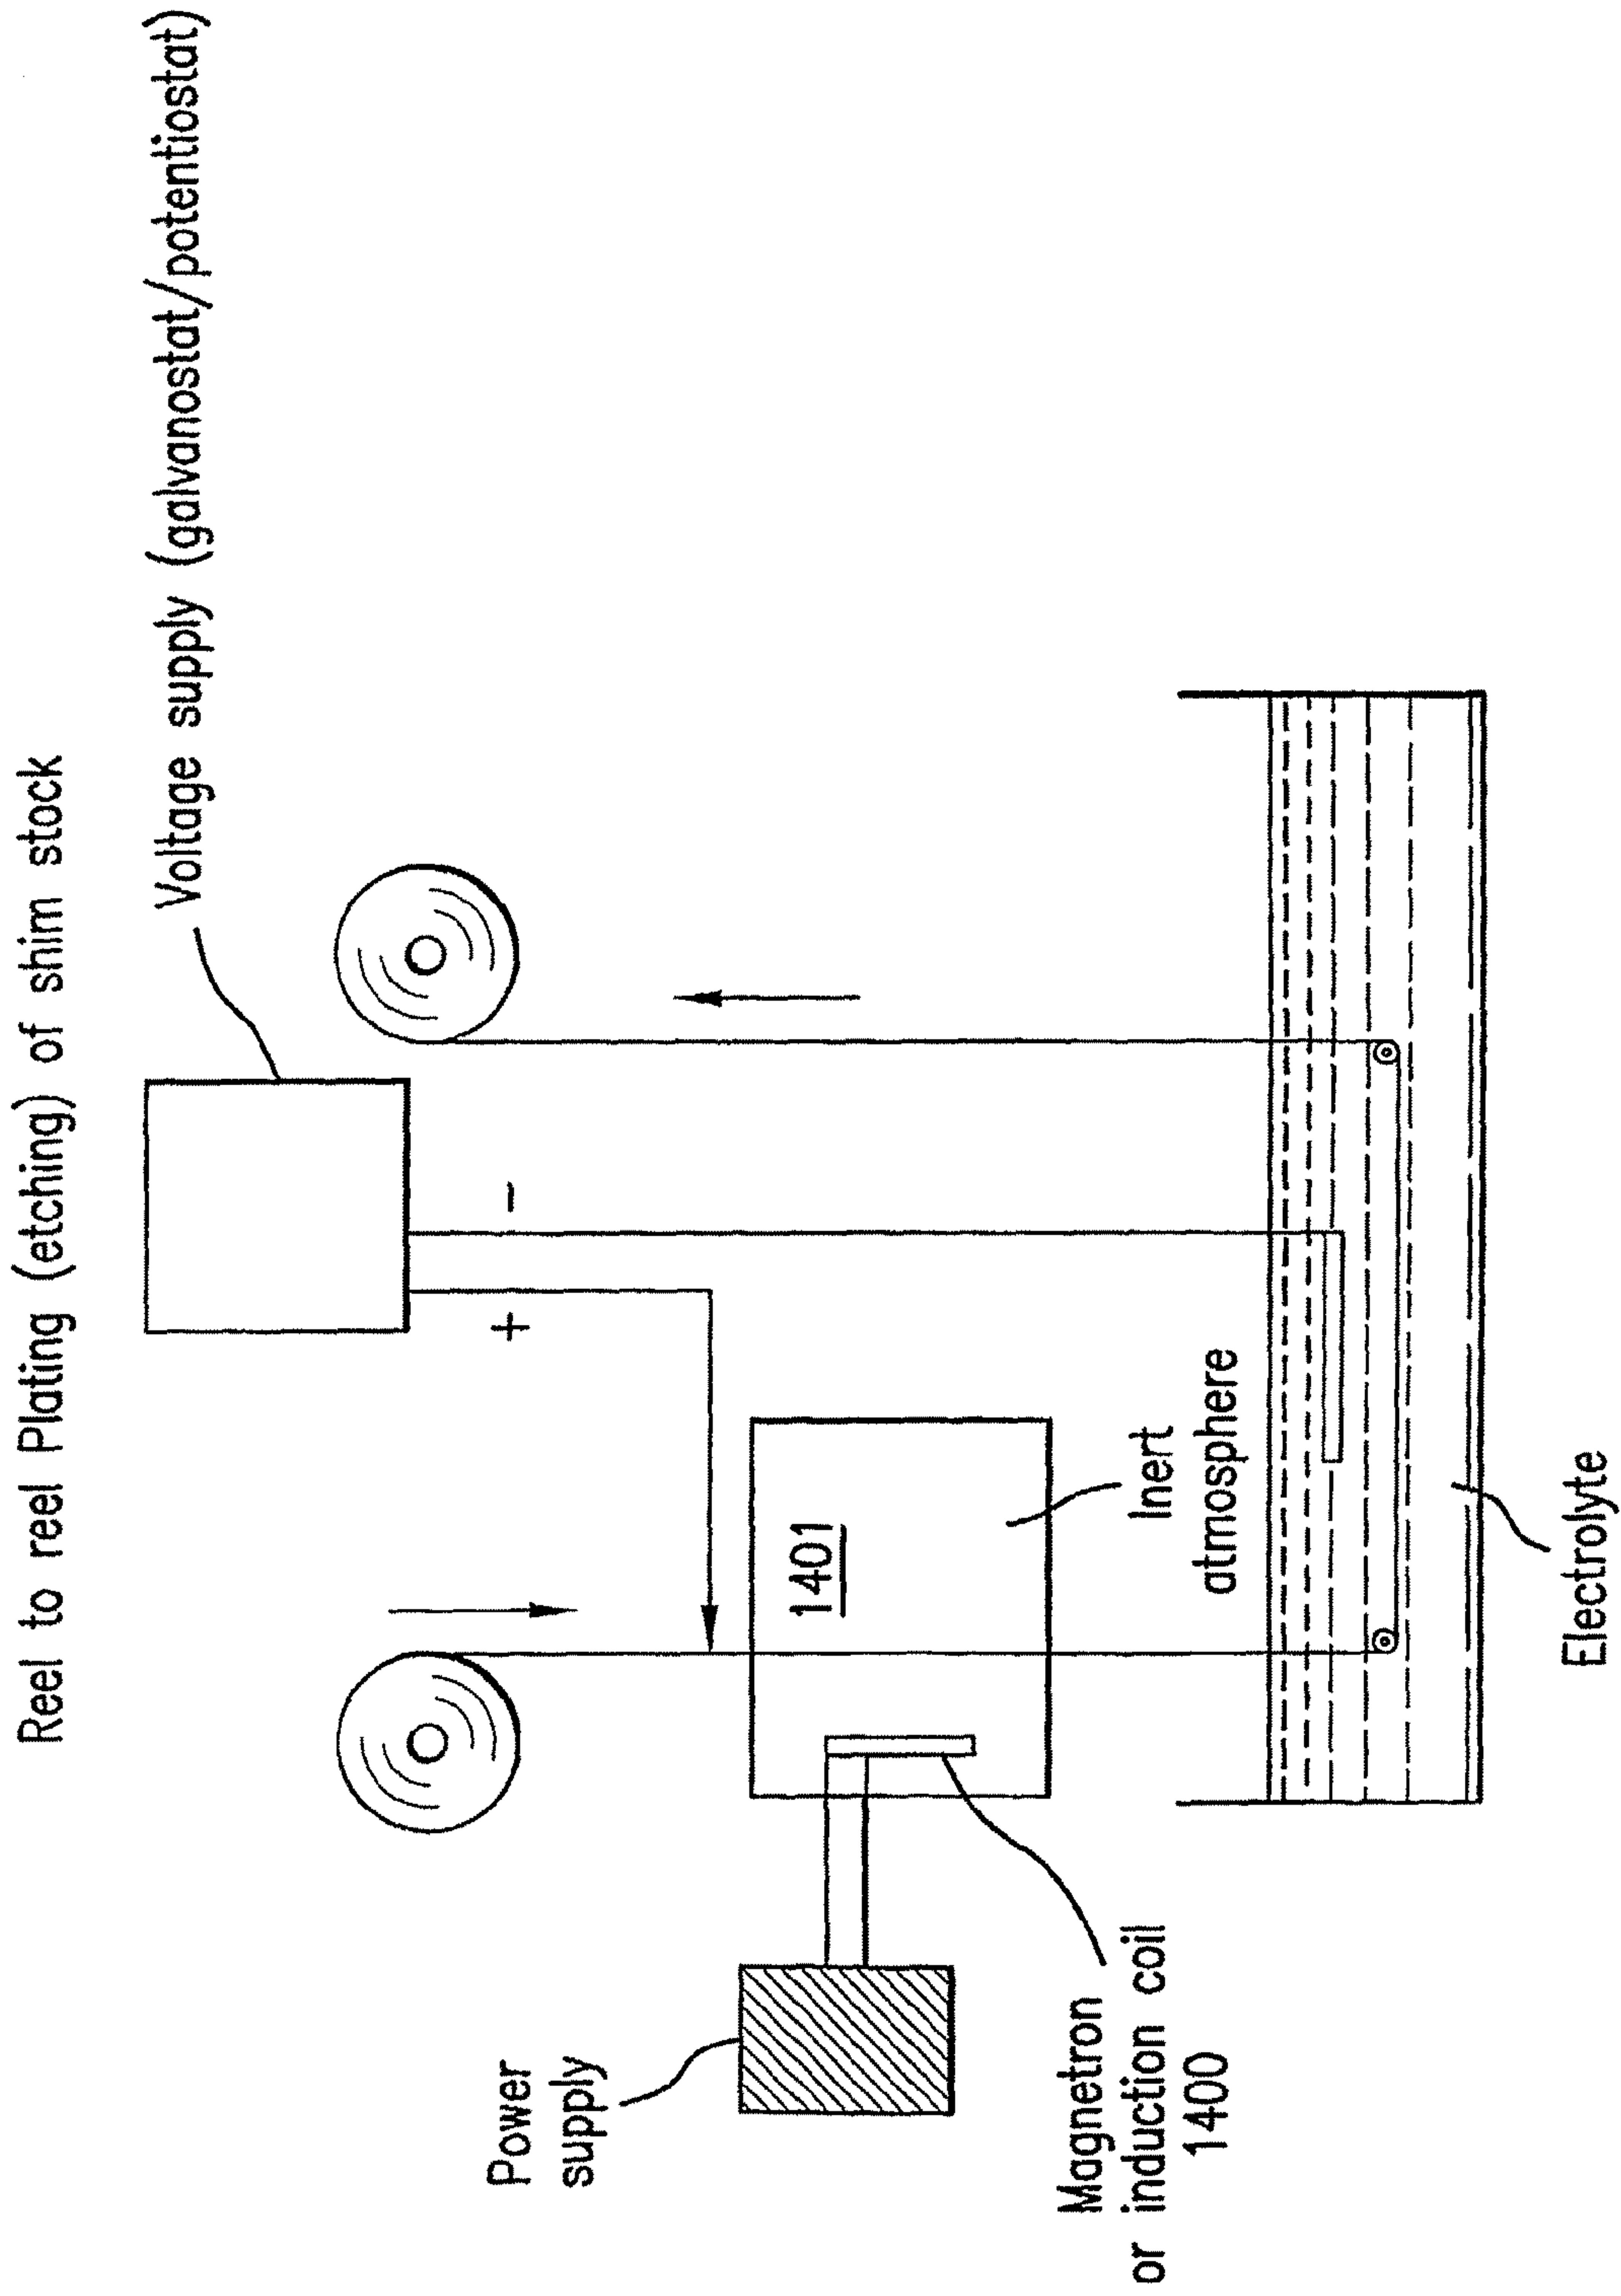 Reel to reel Plating (etching) of shim stock
Voltage supply (galvanostat/potentiostat)
+ -
Power
supply
1401
Inert
atmosphere
Magnetron
or induction coil
1400
Electrolyte